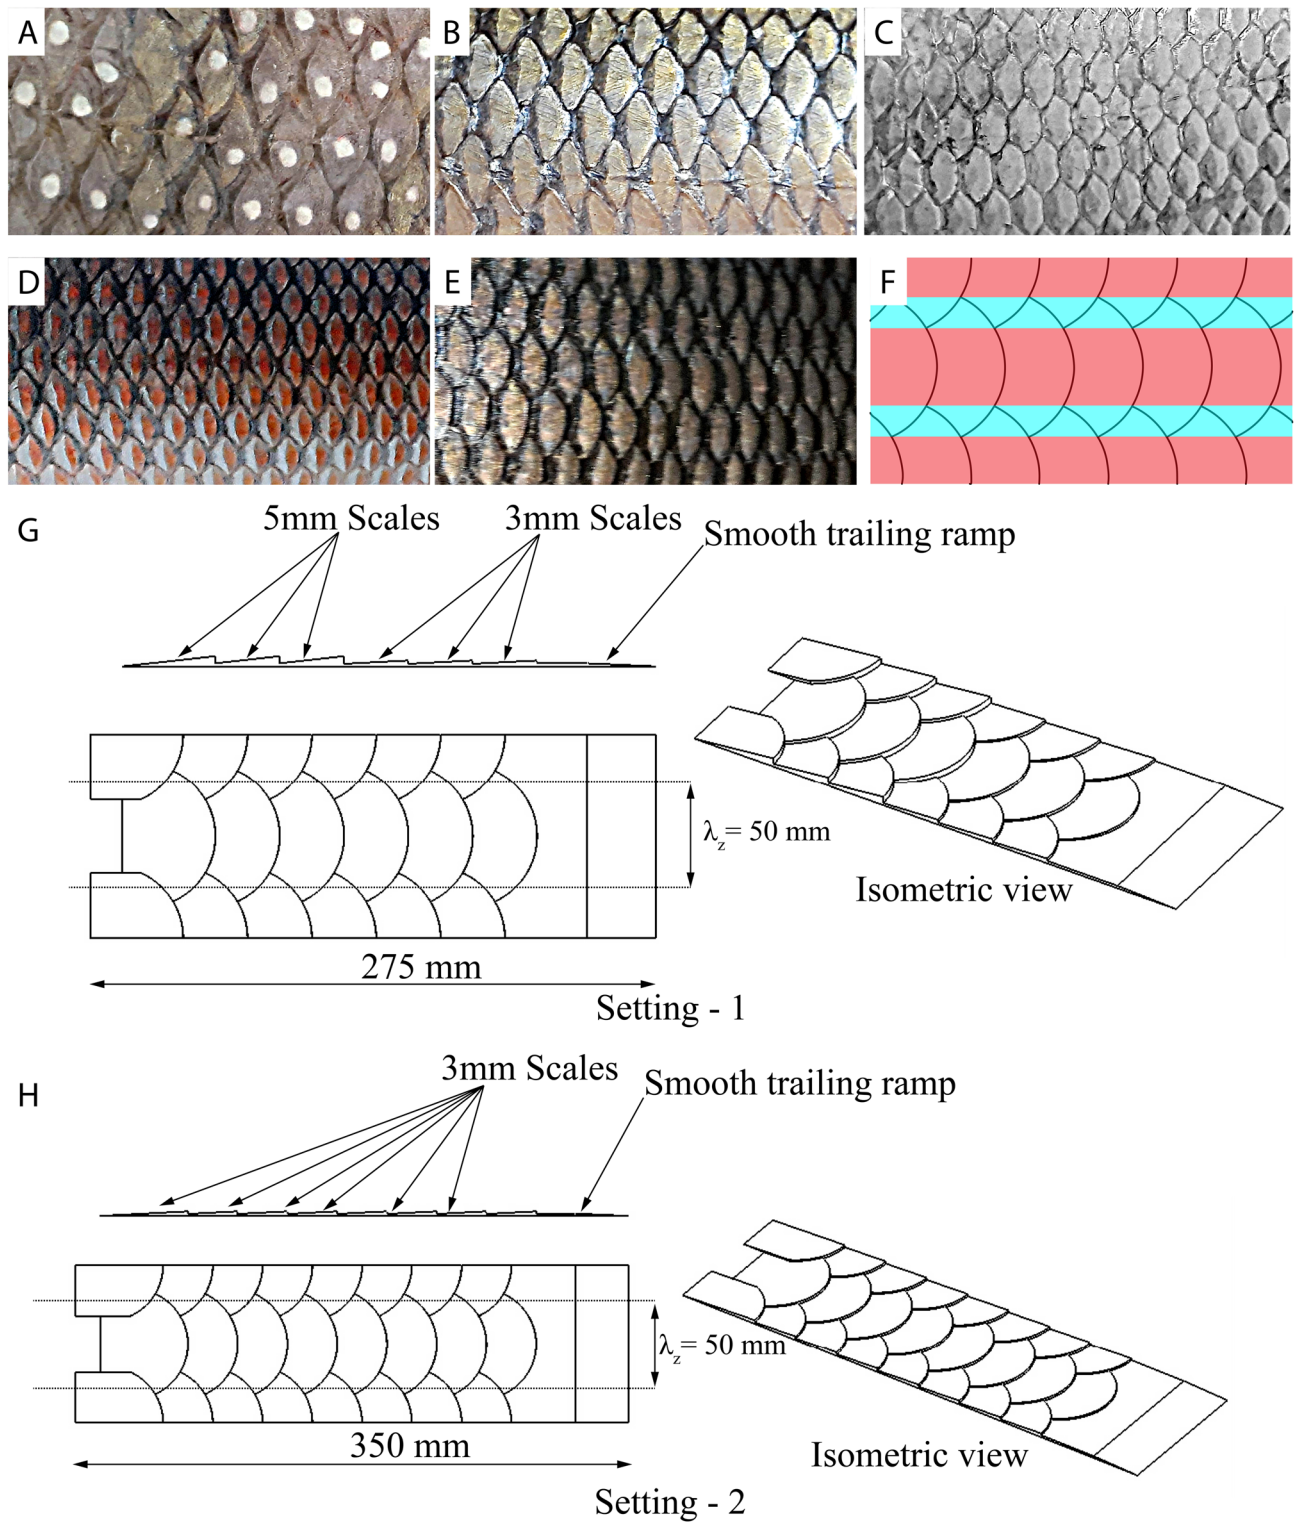 A
B
C
D
E
F
G
5mm Scales
3mm Scales
Smooth trailing ramp
λz= 50 mm
Isometric view
275 mm
Setting - 1
H
3mm Scales
Smooth trailing ramp
λz= 50 mm
350 mm
Isometric view
Setting - 2